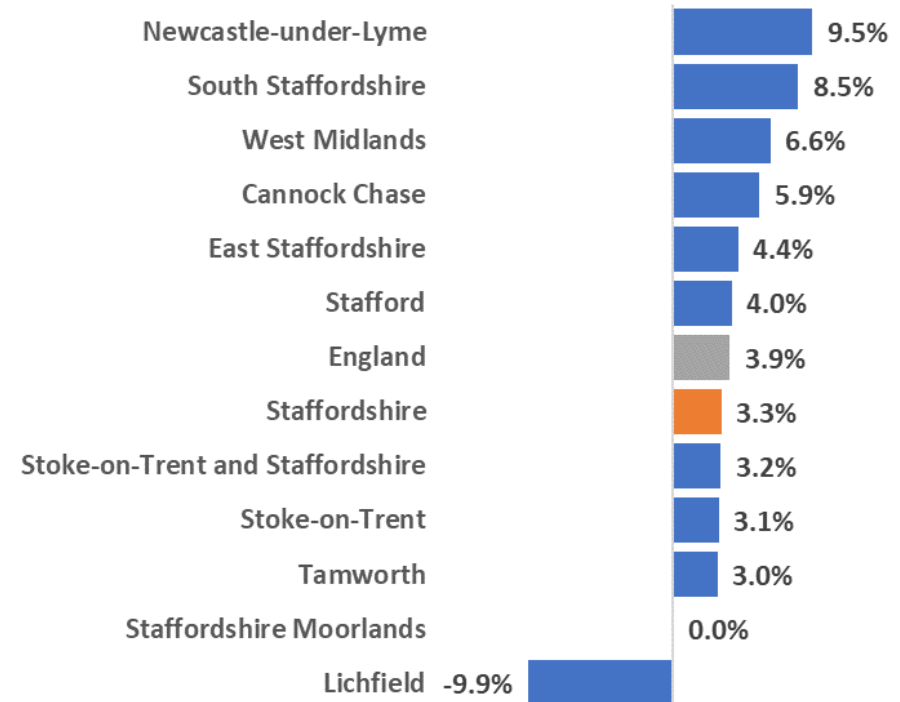 Newcastle-under-Lyme 9.5%
South Staffordshire 8.5%
West Midlands 6.6%
Cannock Chase 5.9%
East Staffordshire 4.4%
Stafford 4.0%
England 3.9%
Staffordshire 3.3%
Stoke-on-Trent and Staffordshire 3.2%
Stoke-on-Trent 3.1%
Tamworth 3.0%
Staffordshire Moorlands 0.0%
Lichfield -9.9%